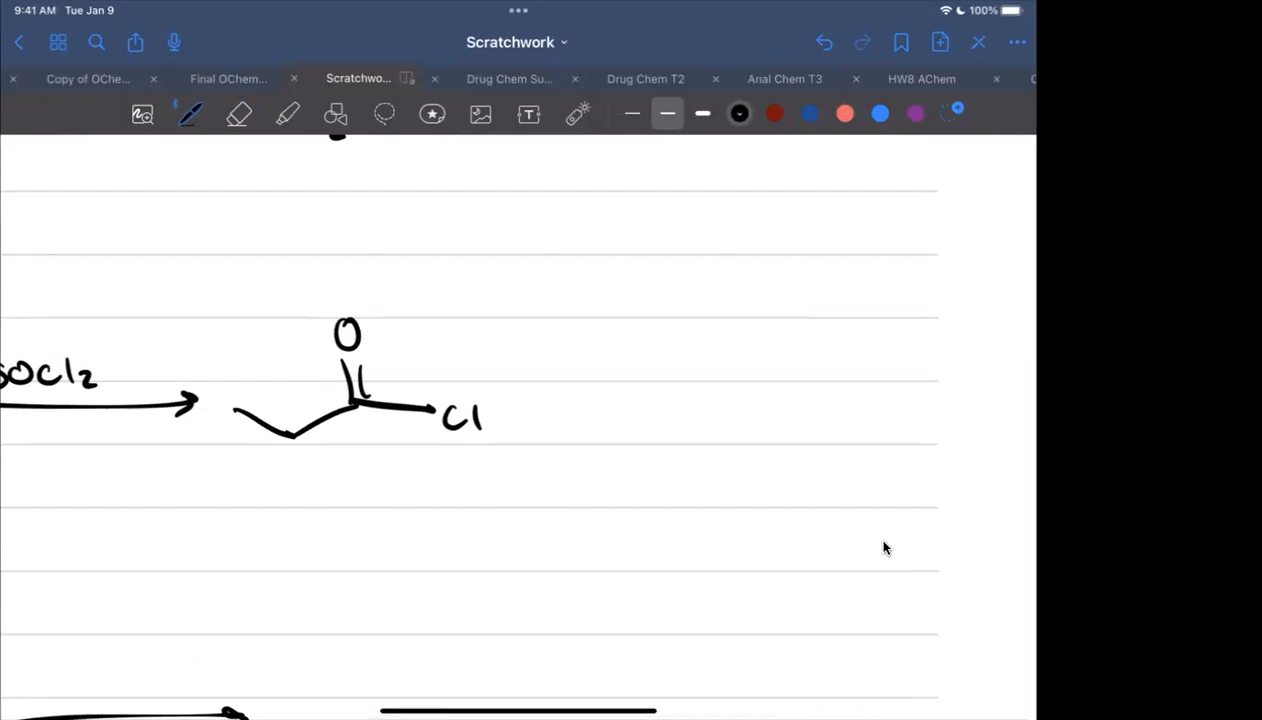 9:41 AM Tue Jan 9
100%
Scratchwork
Copy of OChe...
Final OChem...
Scratchwo...
Drug Chem Su...
Drug Chem T2
Anal Chem T3
HW8 AChem
T
O
SOCl2
Cl